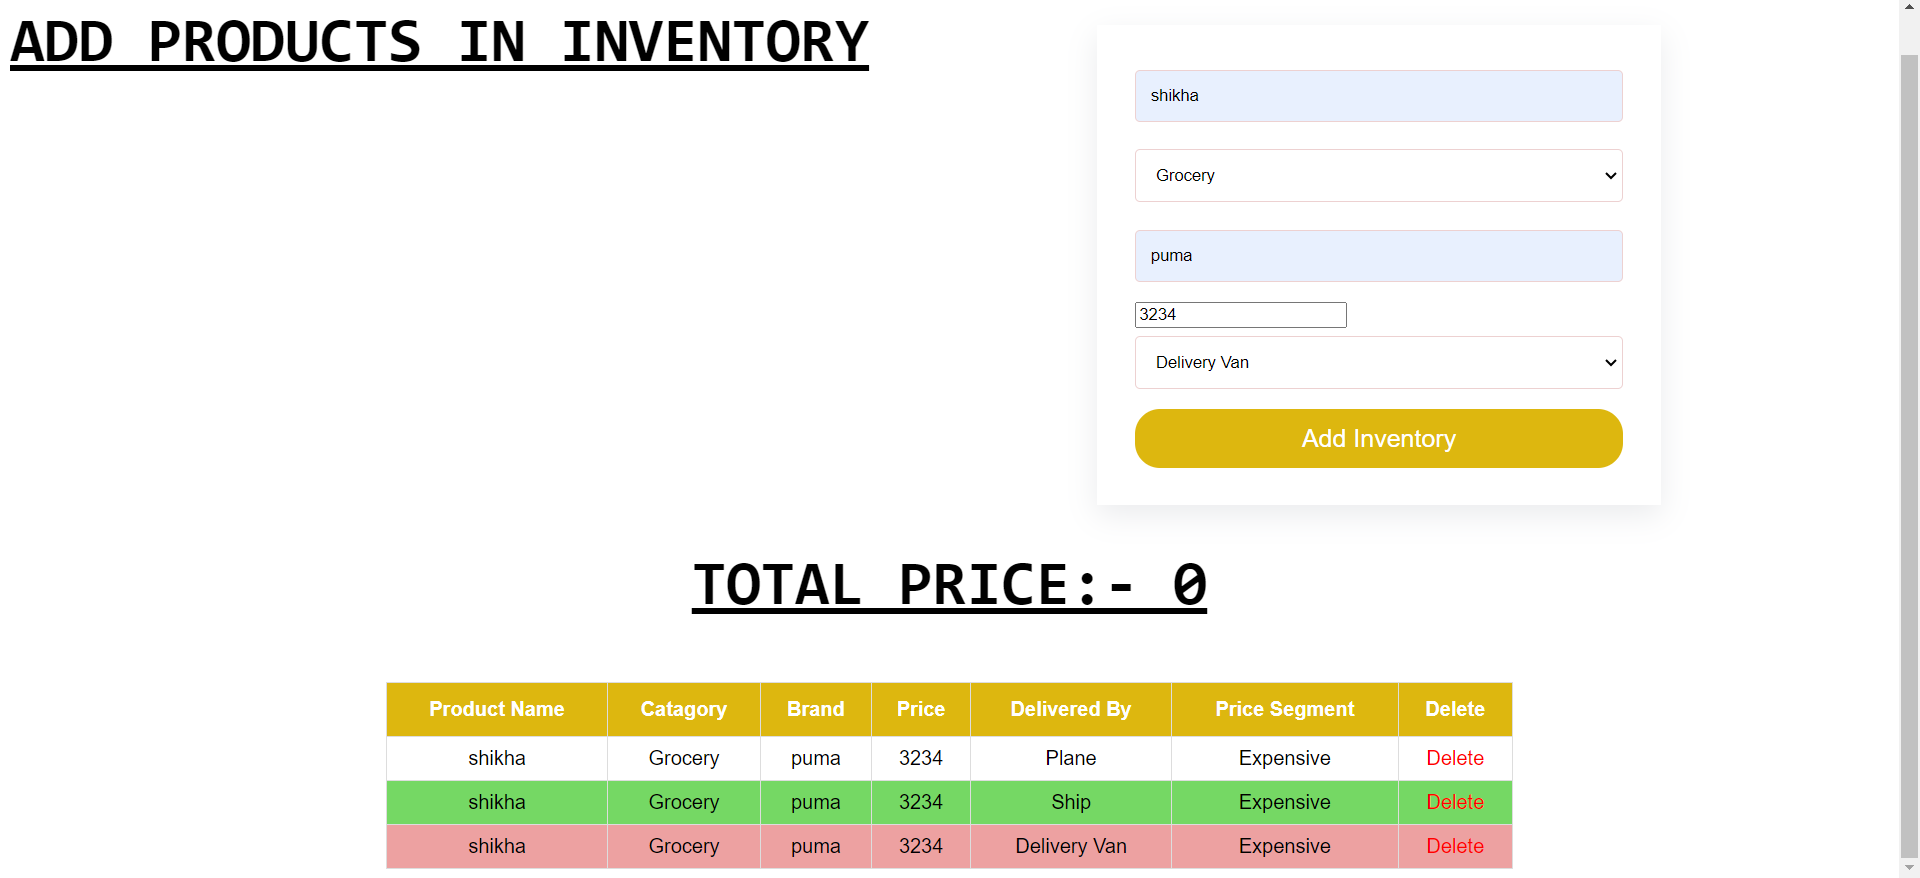 ADD PRODUCTS IN INVENTORY
shikha
Grocery
puma
3234
Delivery Van
Add Inventory
TOTAL PRICE:- 0
Product Name Catagory Brand Price Delivered By Price Segment Delete
shikha Grocery puma 3234 Plane Expensive Delete
shikha Grocery puma 3234 Ship Expensive Delete
shikha Grocery puma 3234 Delivery Van Expensive Delete